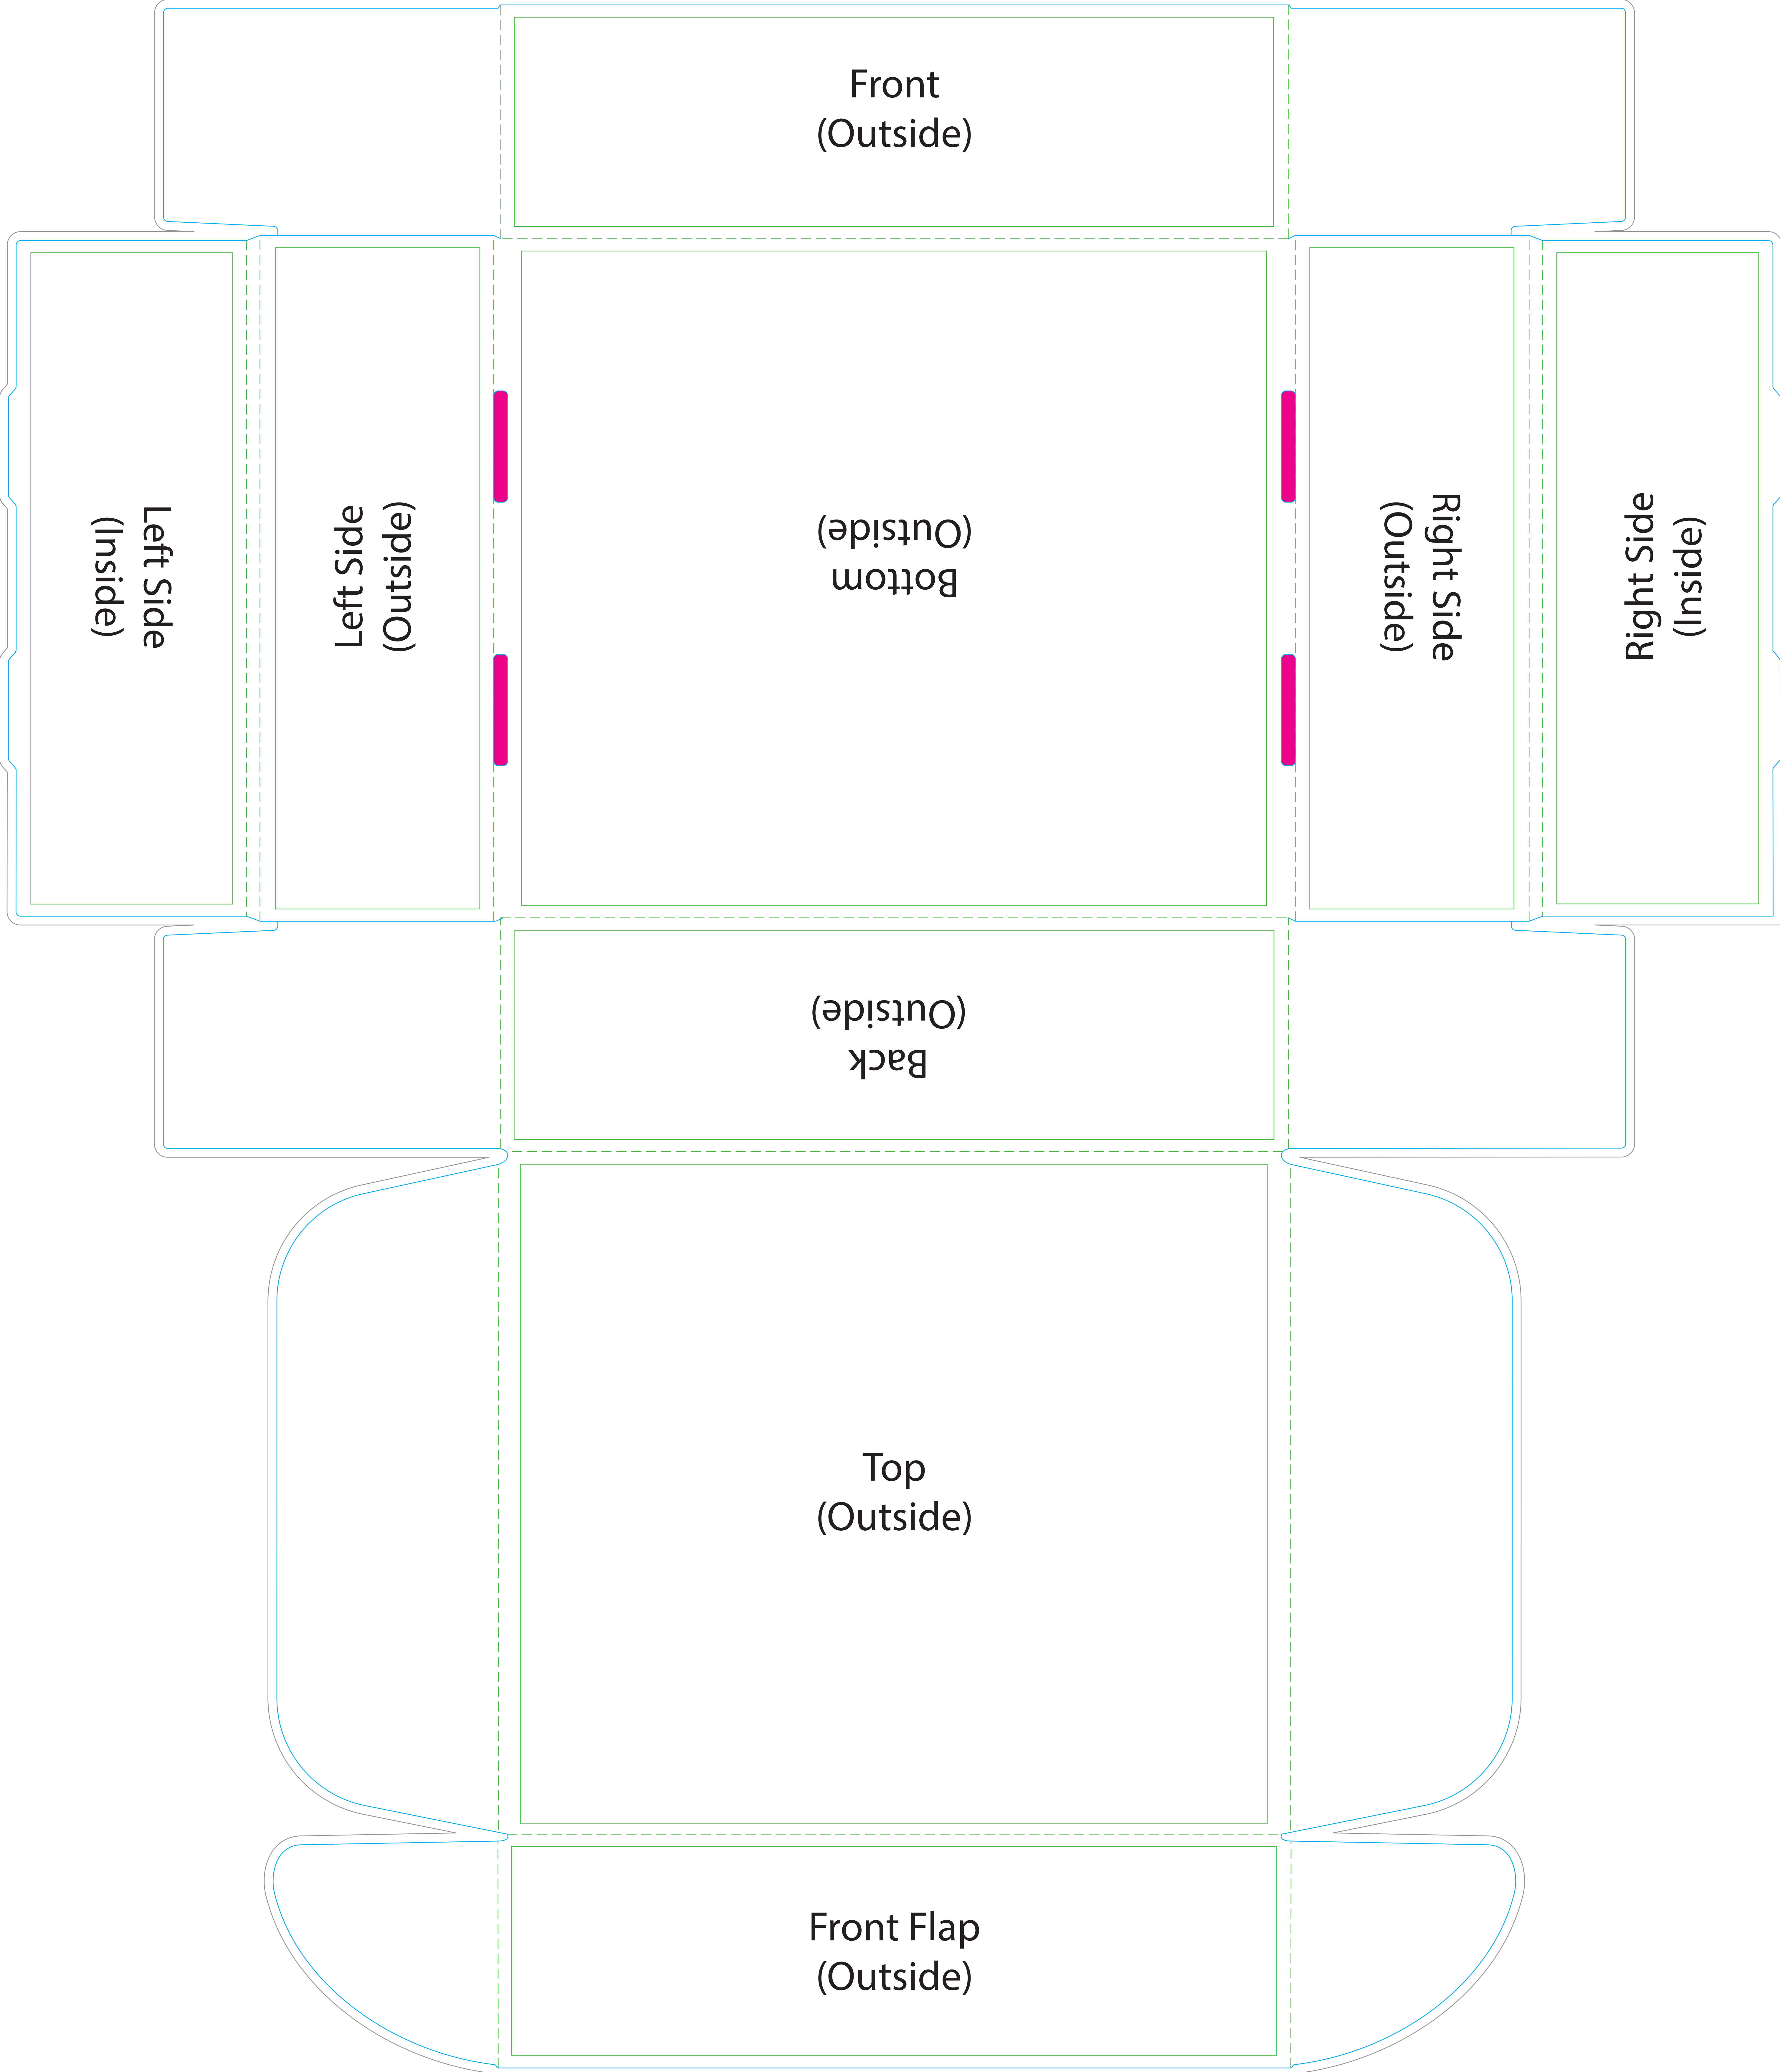 Front
(Outside)
Left Side
(Inside)
Left Side
(Outside)
Bottom
(Outside)
Right Side
(Outside)
Right Side
(Inside)
Back
(Outside)
Top
(Outside)
Front Flap
(Outside)